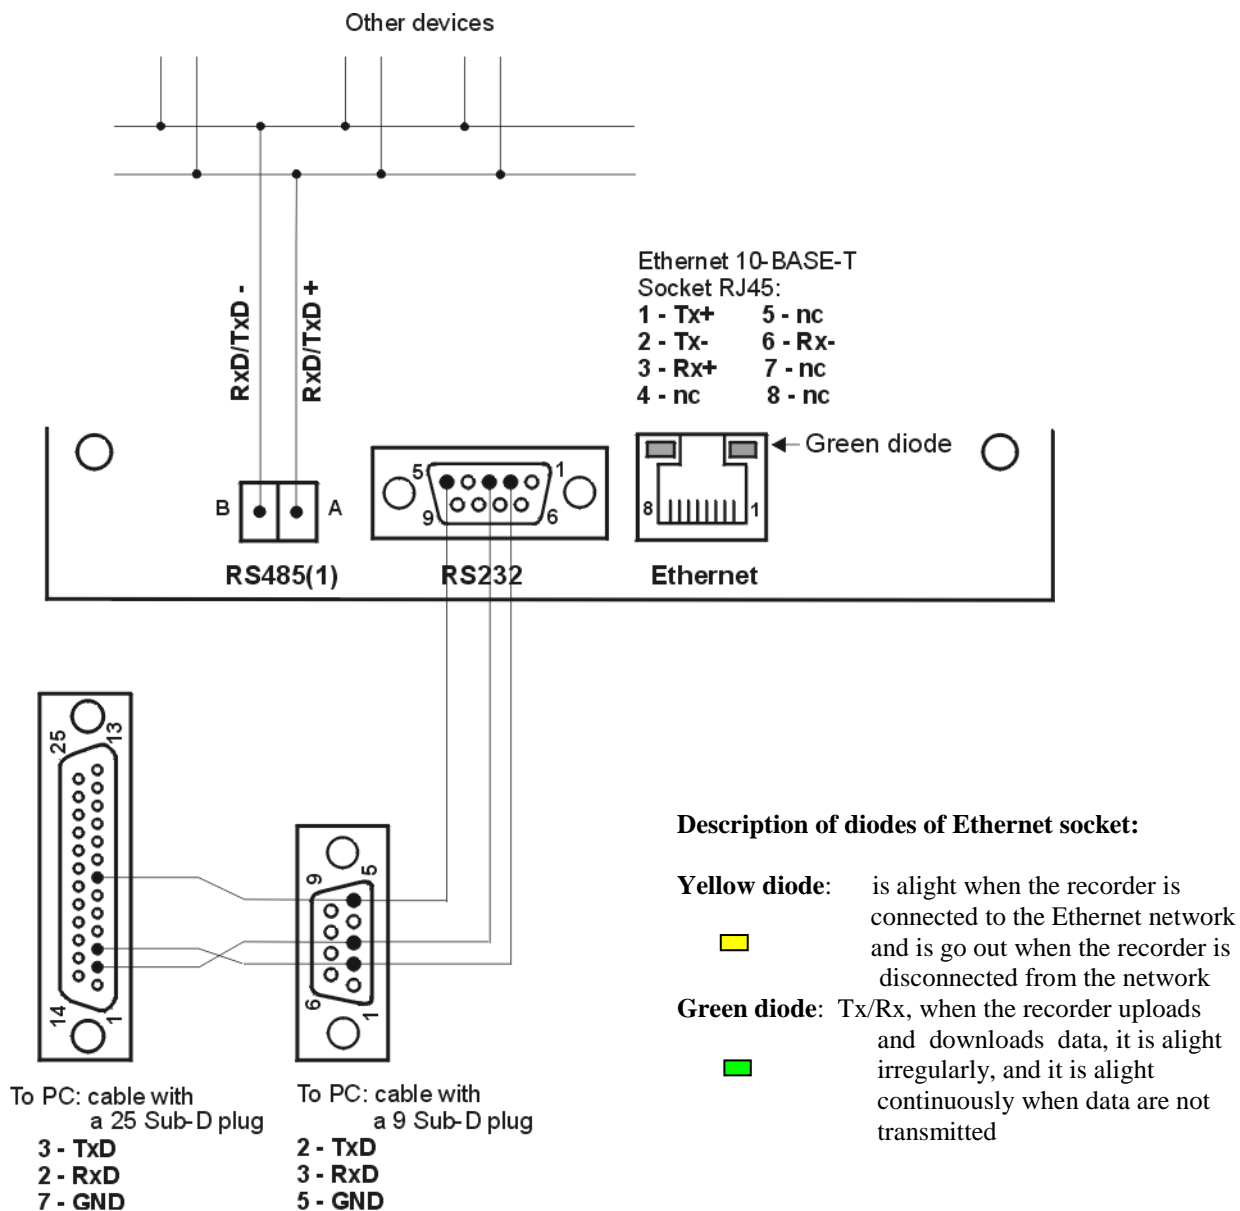 Other devices
RxD/TxD -
RxD/TxD +
Ethernet 10-BASE-T
Socket RJ45:
1 - Tx+ 5 - nc
2 - Tx- 6 - Rx-
3 - Rx+ 7 - nc
4 - nc 8 - nc
Green diode
B A
5 1
9 6
8 1
RS485(1) RS232 Ethernet
25 13
14 1
9 5
6 1
Description of diodes of Ethernet socket:
Yellow diode: is alight when the recorder is
connected to the Ethernet network
and is go out when the recorder is
disconnected from the network
Green diode: Tx/Rx, when the recorder uploads
and downloads data, it is alight
irregularly, and it is alight
continuously when data are not
transmitted
To PC: cable with
a 25 Sub-D plug
3 - TxD
2 - RxD
7 - GND
To PC: cable with
a 9 Sub-D plug
2 - TxD
3 - RxD
5 - GND